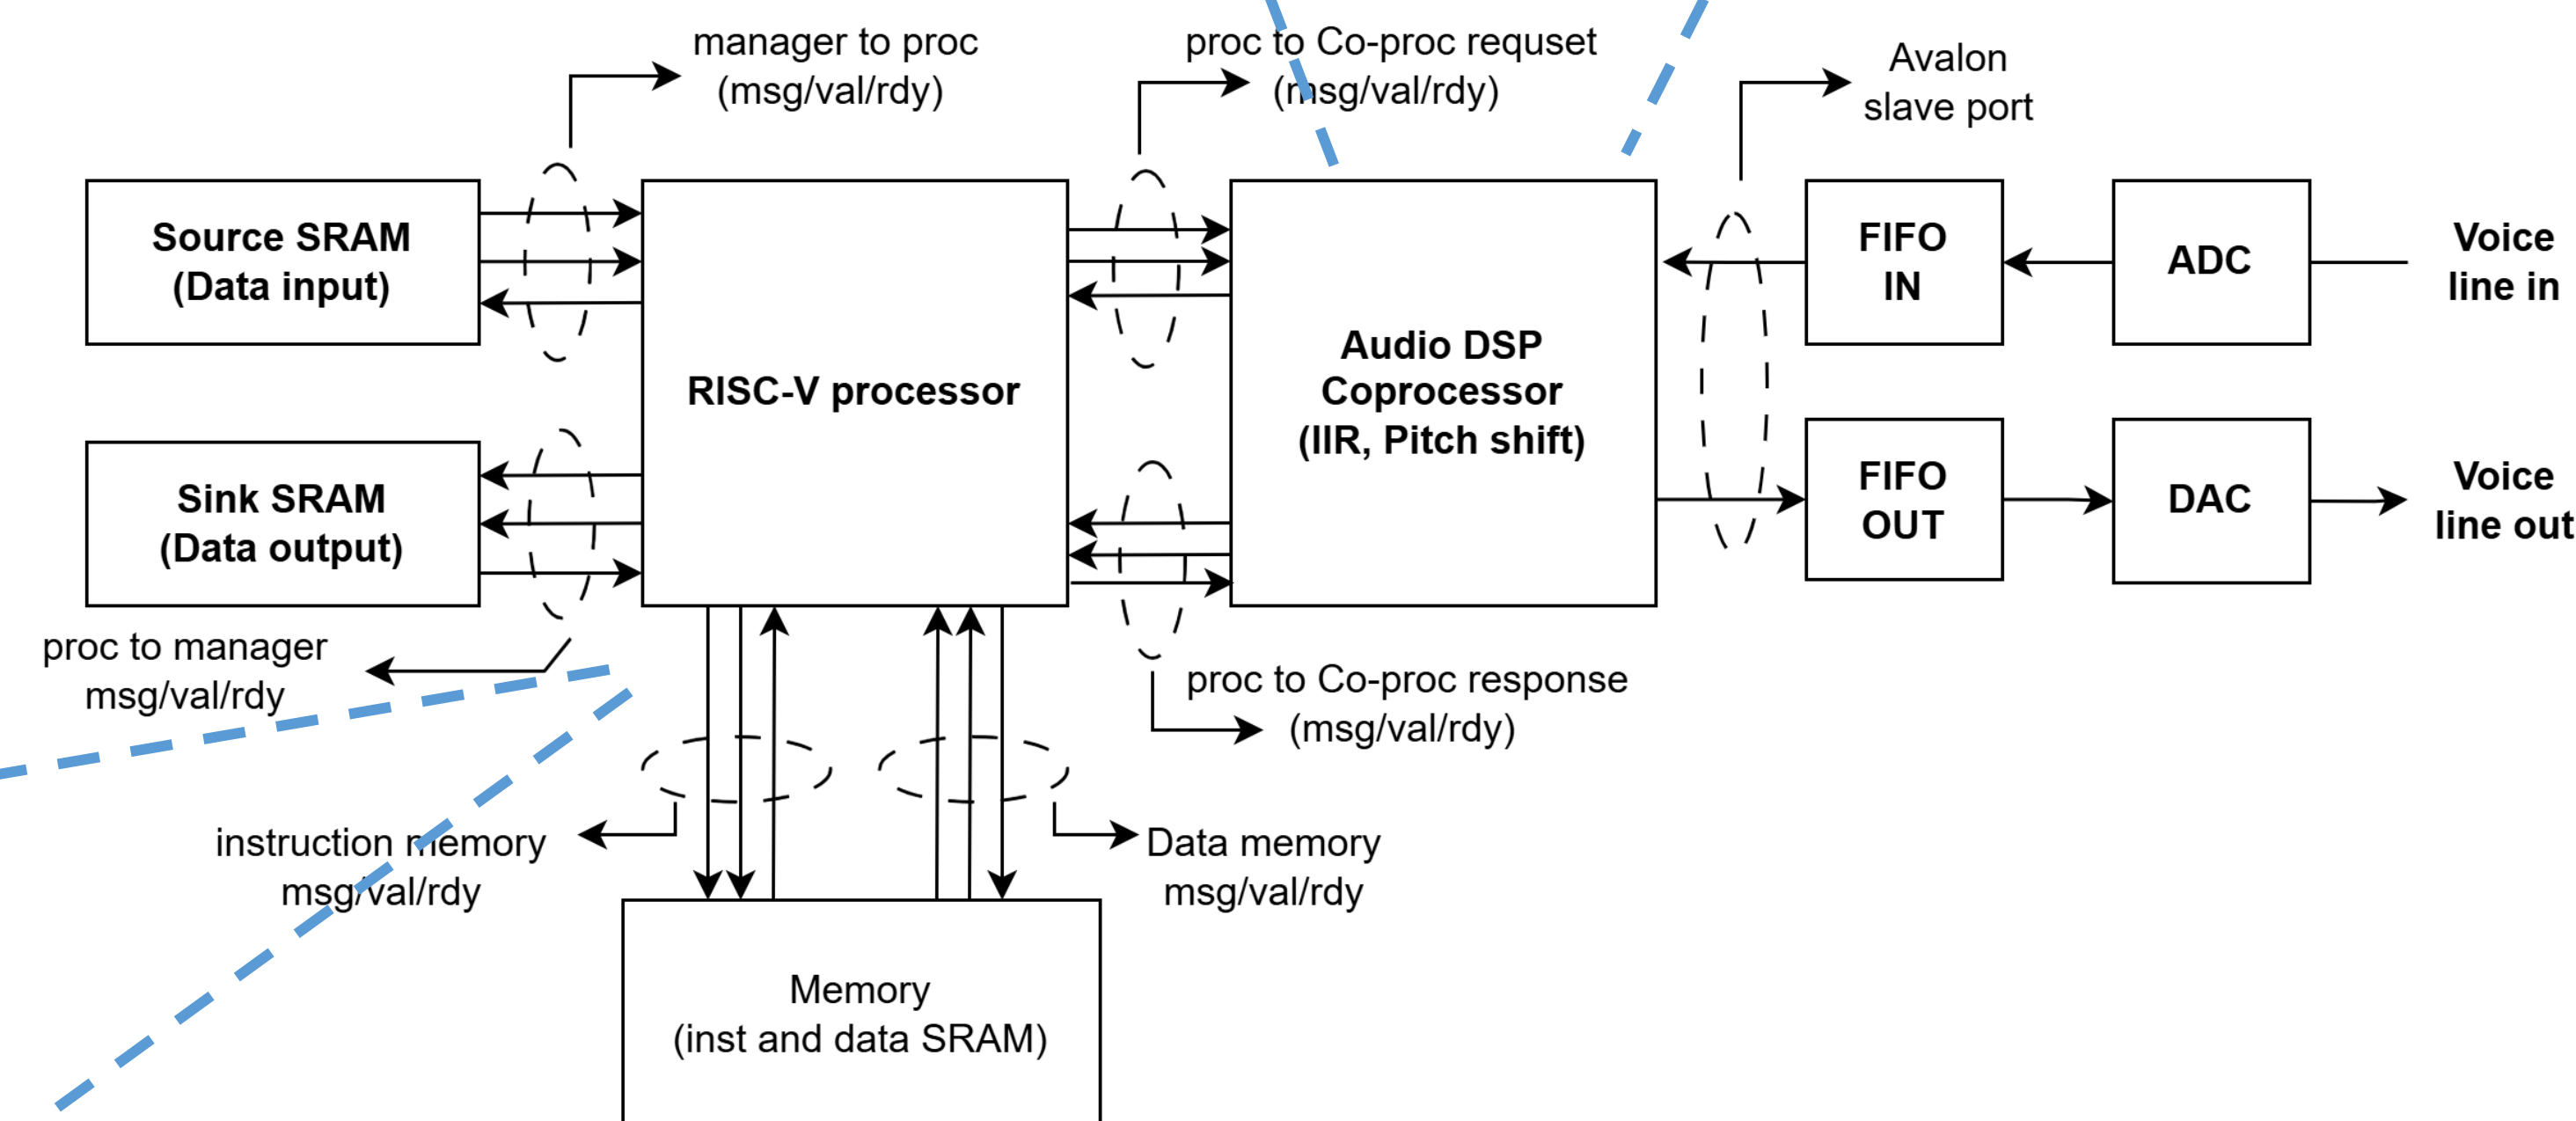 manager to proc
(msg/val/rdy)
proc to Co-proc requset
(msg/val/rdy)
Avalon
slave port
Source SRAM
(Data input)
RISC-V processor
Audio DSP
Coprocessor
(IIR, Pitch shift)
FIFO
IN
ADC
Voice
line in
Sink SRAM
(Data output)
FIFO
OUT
DAC
Voice
line out
proc to manager
msg/val/rdy
proc to Co-proc response
(msg/val/rdy)
instruction memory
msg/val/rdy
Data memory
msg/val/rdy
Memory
(inst and data SRAM)